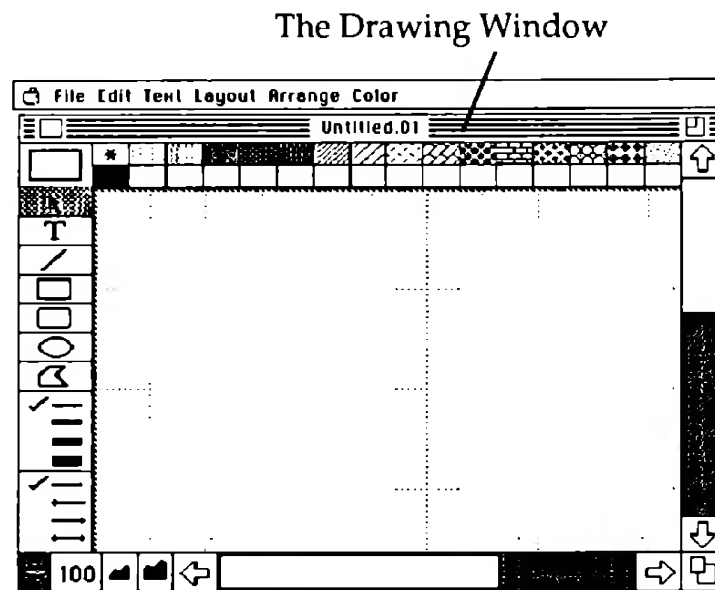 The Drawing Window
File Edit Text Layout Arrange Color
Untitled.01
T
100